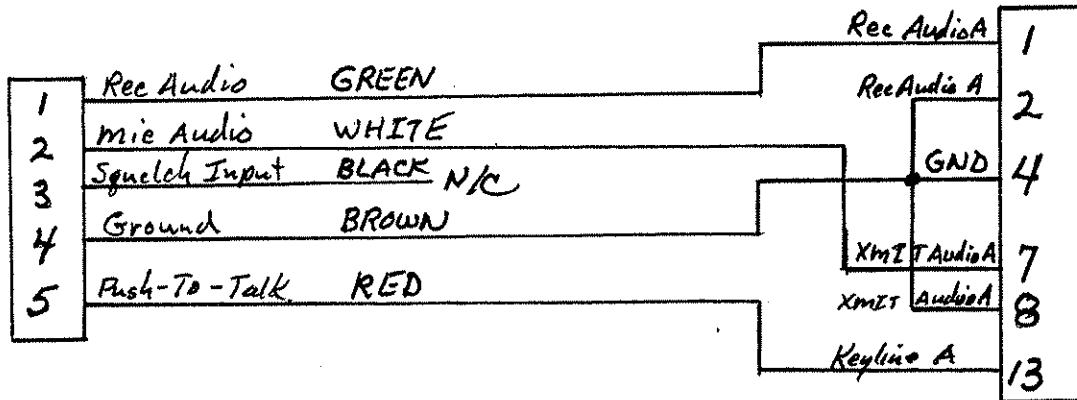 Rec Audio A 1
1 Rec Audio GREEN
Rec Audio A 2
2 Mic Audio WHITE
3 Squelch Input BLACK N/C
GND 4
4 Ground BROWN
XMIT Audio A 7
5 Push-To-Talk RED
XMIT Audio A 8
Keyline A 13